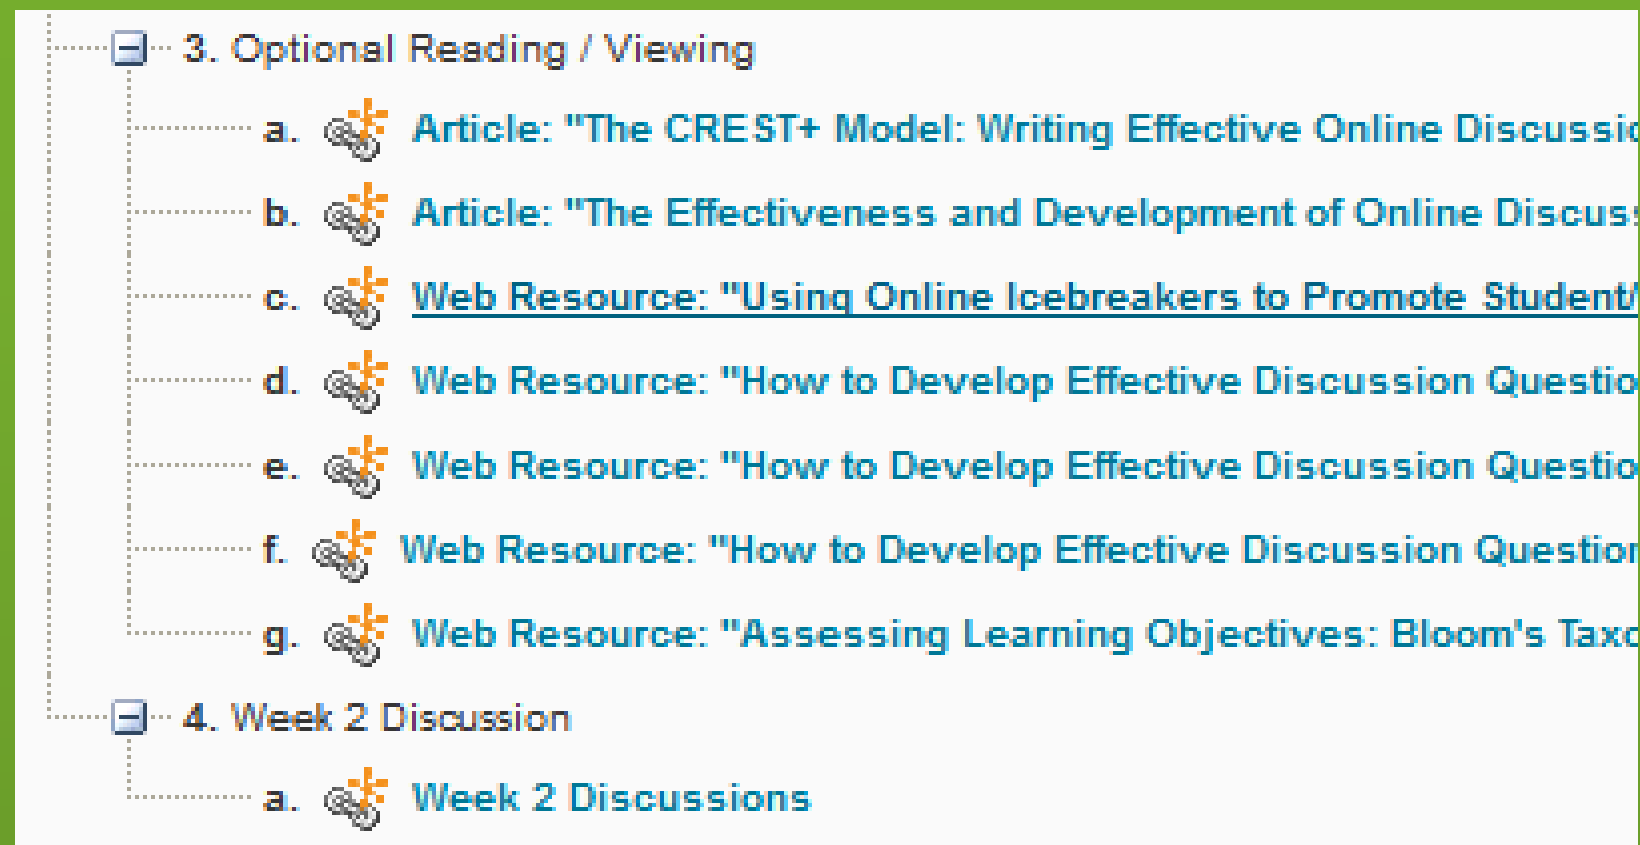 3. Optional Reading / Viewing
a. Article: "The CREST+ Model: Writing Effective Online Discussio
b. Article: "The Effectiveness and Development of Online Discuss
c. Web Resource: "Using Online Icebreakers to Promote Student/
d. Web Resource: "How to Develop Effective Discussion Questio
e. Web Resource: "How to Develop Effective Discussion Questio
f. Web Resource: "How to Develop Effective Discussion Question
g. Web Resource: "Assessing Learning Objectives: Bloom's Taxo
4. Week 2 Discussion
a. Week 2 Discussions